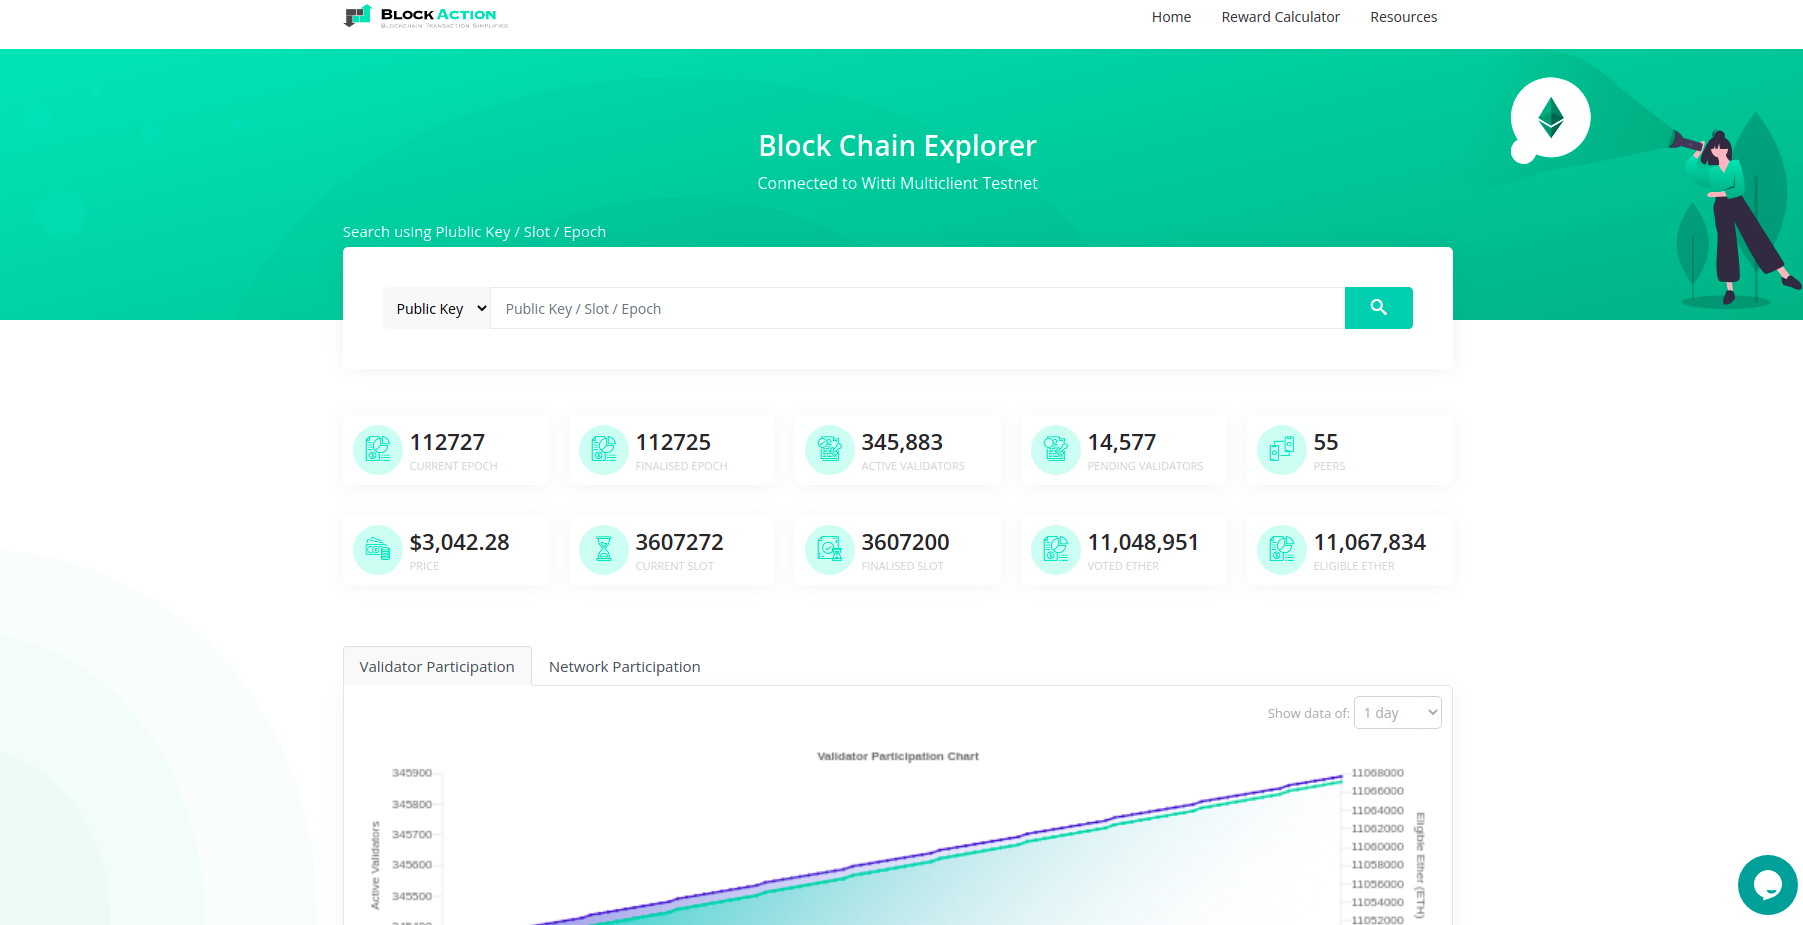 BLOCK ACTION
BLOCKCHAIN TRANSACTION SIMPLIFIED
Home
Reward Calculator
Resources
Block Chain Explorer
Connected to Witti Multiclient Testnet
Search using Plublic Key / Slot / Epoch
Public Key
Public Key / Slot / Epoch
112727
CURRENT EPOCH
112725
FINALISED EPOCH
345,883
ACTIVE VALIDATORS
14,577
PENDING VALIDATORS
55
PEERS
$3,042.28
PRICE
3607272
CURRENT SLOT
3607200
FINALISED SLOT
11,048,951
VOTED ETHER
11,067,834
ELIGIBLE ETHER
Validator Participation
Network Participation
Show data of:
1 day
Validator Participation Chart
345900
345800
345700
345600
345500
Active Validators
11068000
11066000
11064000
11062000
11060000
11058000
11056000
11054000
11052000
Eligible Ether (ETH)